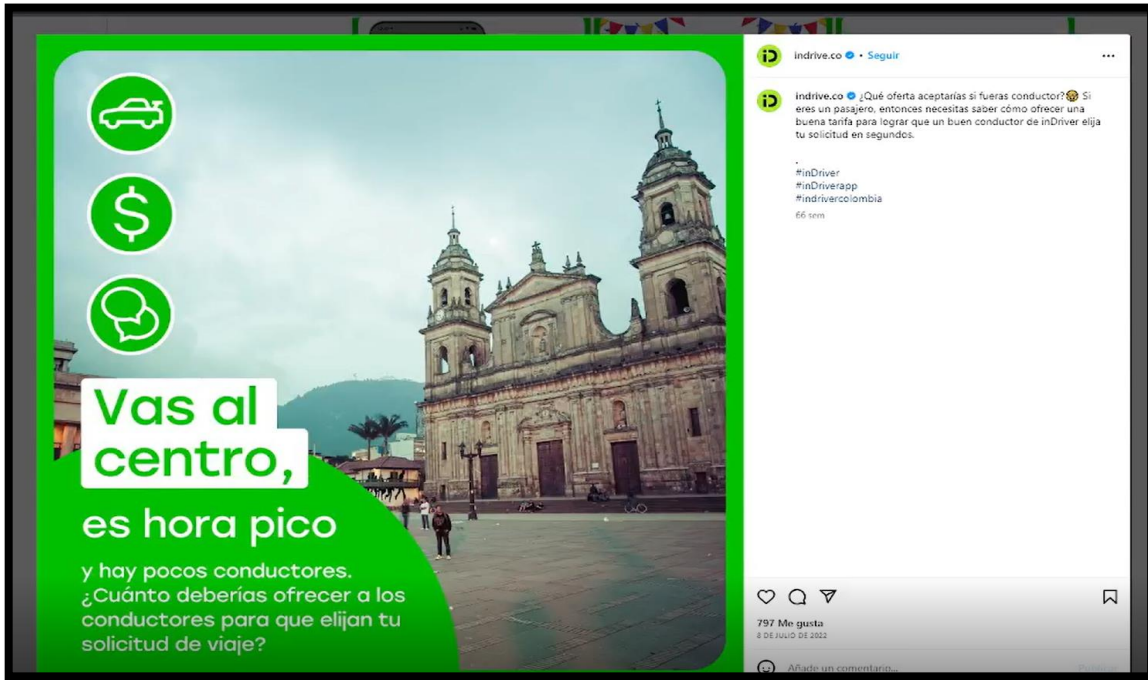 Vas al
centro,
es hora pico
y hay pocos conductores.
¿Cuánto deberías ofrecer a los
conductores para que elijan tu
solicitud de viaje?
indrive.co • Seguir
indrive.co ¿Qué oferta aceptarías si fueras conductor? Si
eres un pasajero, entonces necesitas saber cómo ofrecer una
buena tarifa para lograr que un buen conductor de inDriver elija
tu solicitud en segundos.
.
#inDriver
#inDriverapp
#indrivercolombia
66 sem
797 Me gusta
8 DE JULIO DE 2022
Añade un comentario...
Publicar